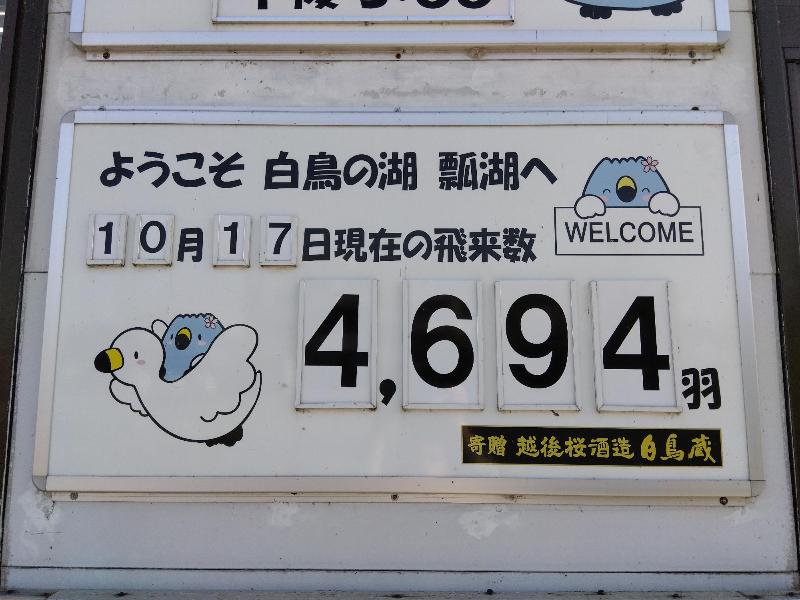 ようこそ 白鳥の湖 瓢湖へ
WELCOME
10月17日現在の飛来数
4,694羽
寄贈 越後桜酒造 白鳥蔵